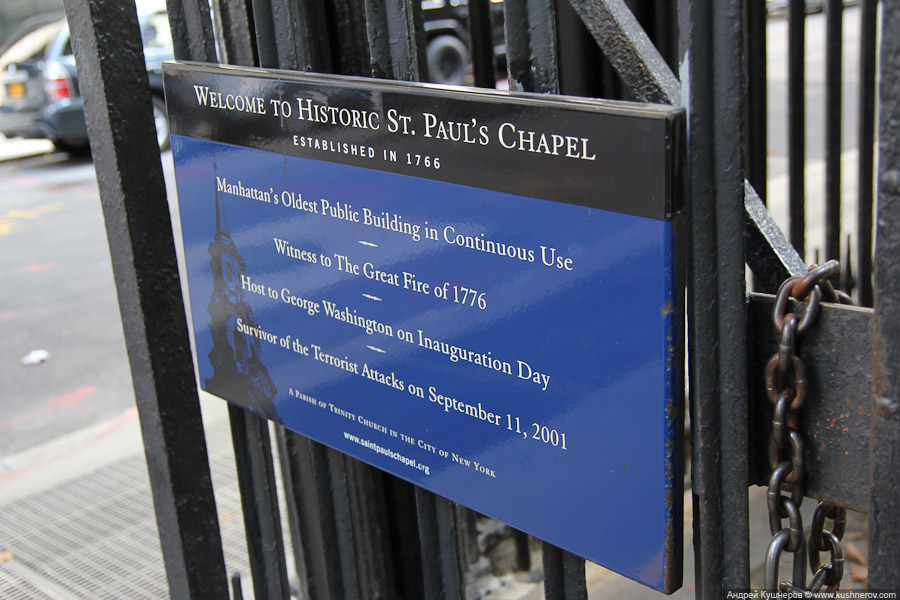 Welcome to Historic St. Paul's Chapel
ESTABLISHED IN 1766
Manhattan's Oldest Public Building in Continuous Use
Witness to The Great Fire of 1776
Host to George Washington on Inauguration Day
Survivor of the Terrorist Attacks on September 11, 2001
A Parish of Trinity Church in the City of New York
www.saintpaulschapel.org
Андрей Кушнеров © www.kushnerov.com